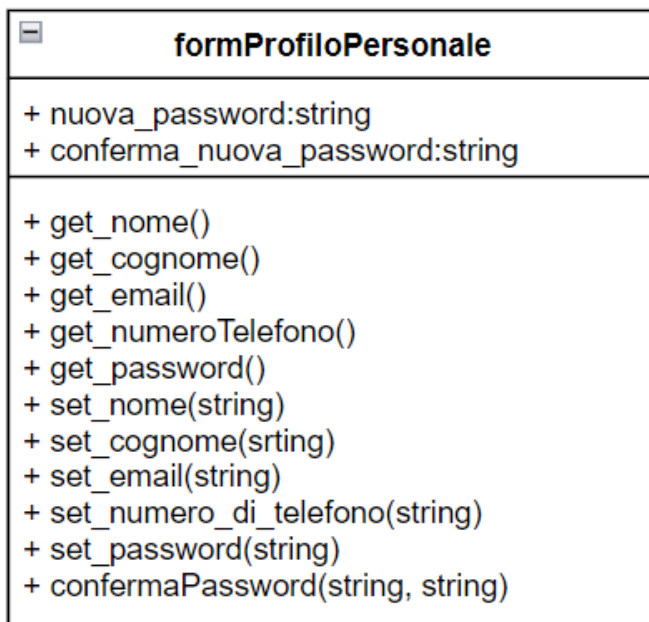 formProfiloPersonale
+ nuova_password:string
+ conferma_nuova_password:string
+ get_nome()
+ get_cognome()
+ get_email()
+ get_numeroTelefono()
+ get_password()
+ set_nome(string)
+ set_cognome(srting)
+ set_email(string)
+ set_numero_di_telefono(string)
+ set_password(string)
+ confermaPassword(string, string)